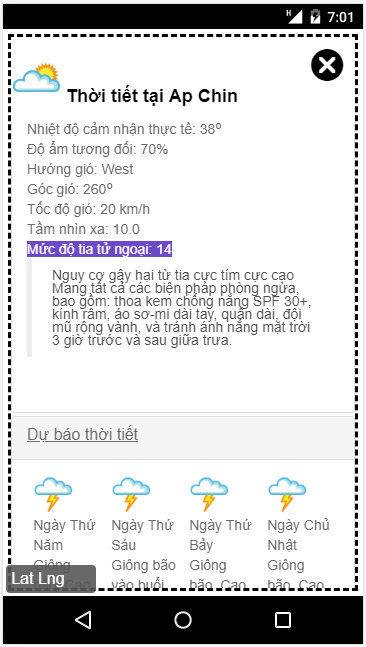 H 7:01
Thời tiết tại Ap Chin
Nhiệt độ cảm nhận thực tế: 38º
Độ ẩm tương đối: 70%
Hướng gió: West
Góc gió: 260º
Tốc độ gió: 20 km/h
Tầm nhìn xa: 10.0
Mức độ tia tử ngoại: 14
Nguy cơ gây hại từ tia cực tím cực cao
Mang tất cả các biện pháp phòng ngừa,
bao gồm: thoa kem chống nắng SPF 30+,
kính râm, áo sơ-mi dài tay, quần dài, đội
mũ rộng vành, và tránh ánh nắng mặt trời
3 giờ trước và sau giữa trưa.
Dự báo thời tiết
Ngày Thứ Ngày Thứ Ngày Thứ Ngày Chủ
Năm Sáu Bảy Nhật
Giông Giông bão Giông Giông
Cao vào buổi bão, Cao bão, Cao
Lat Lng